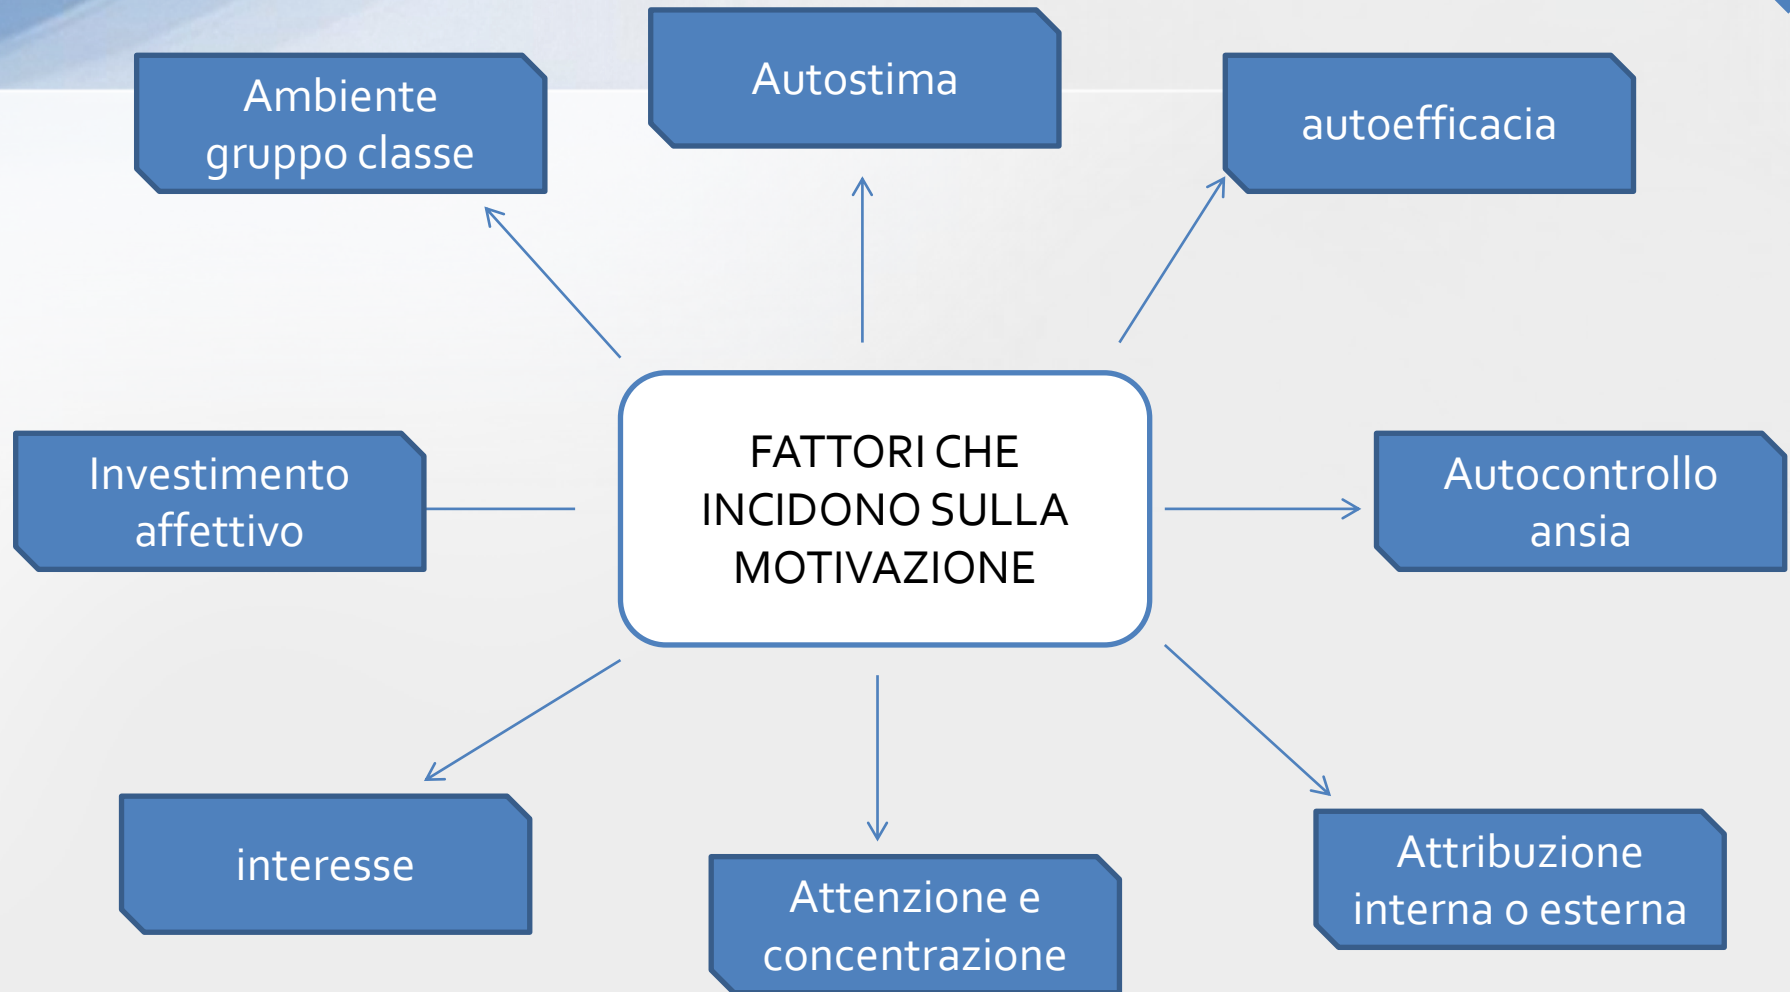 Ambiente
gruppo classe
Autostima
autoefficacia
Investimento
affettivo
FATTORI CHE
INCIDONO SULLA
MOTIVAZIONE
Autocontrollo
ansia
interesse
Attenzione e
concentrazione
Attribuzione
interna o esterna